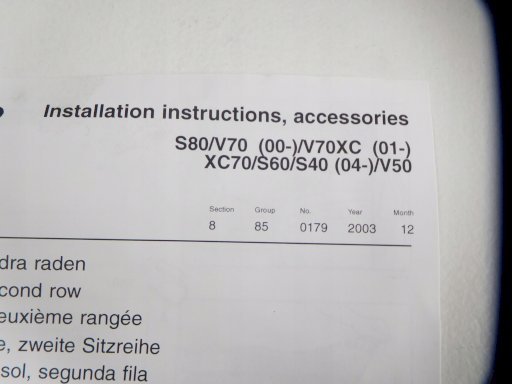 Installation instructions, accessories
S80/V70 (00-)/V70XC (01-)
XC70/S60/S40 (04-)/V50
Section Group No. Year Month
8 85 0179 2003 12
dra raden
cond row
euxième rangée
e, zweite Sitzreihe
sol, segunda fila